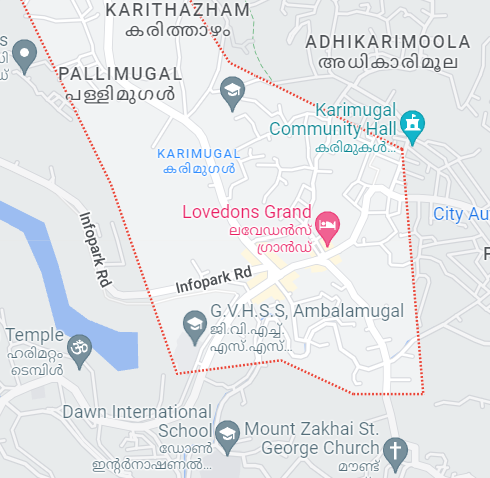 KARITHAZHAM
കരിത്താഴം
ADHIKARIMOOLA
അധികാരിമൂല
PALLIMUGAL
പള്ളിമുഗൾ
Karimugal
Community Hall
കരിമുകൾ...
KARIMUGAL
കരിമുഗൾ
Lovedons Grand
ലവേഡൻസ്
ഗ്രാൻഡ്
City Au
Infopark Rd
Infopark Rd
G.V.H.S.S, Ambalamugal
ജി.വി.എച്ച്
എസ്.എസ്...
Temple
ഹരിമറ്റം
ടെമ്പിൾ
Dawn International
School
ഡോൺ
ഇന്റർനാഷണൽ...
Mount Zakhai St.
George Church
മൗണ്ട്